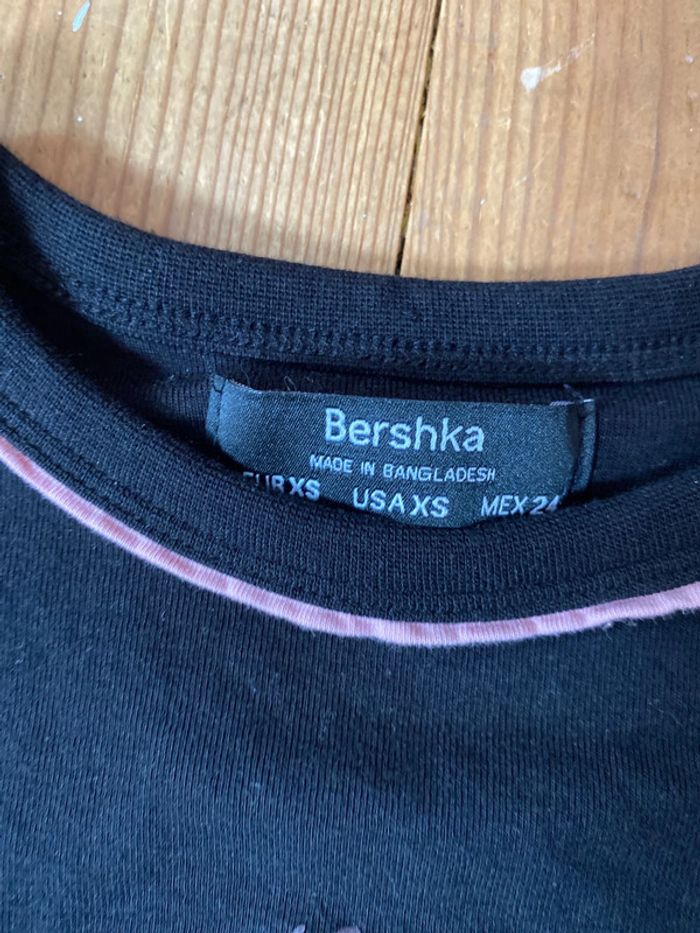 Bershka
MADE IN BANGLADESH
EUR XS USA XS MEX 24